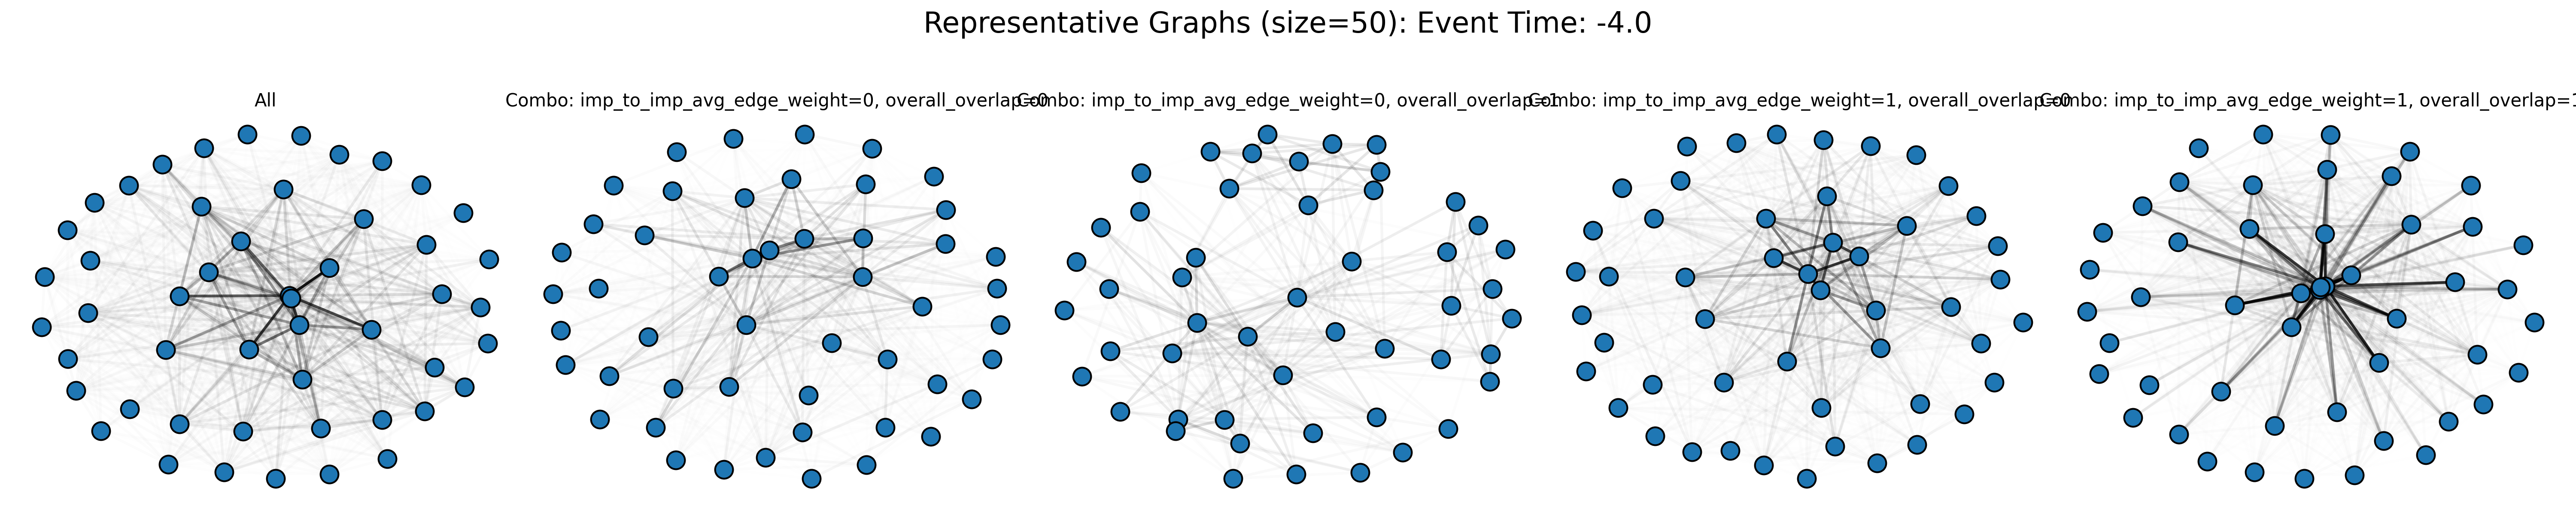 Representative Graphs (size=50): Event Time: -4.0
All
Combo: imp_to_imp_avg_edge_weight=0, overall_overlap=0
Combo: imp_to_imp_avg_edge_weight=0, overall_overlap=1
Combo: imp_to_imp_avg_edge_weight=1, overall_overlap=0
Combo: imp_to_imp_avg_edge_weight=1, overall_overlap=1